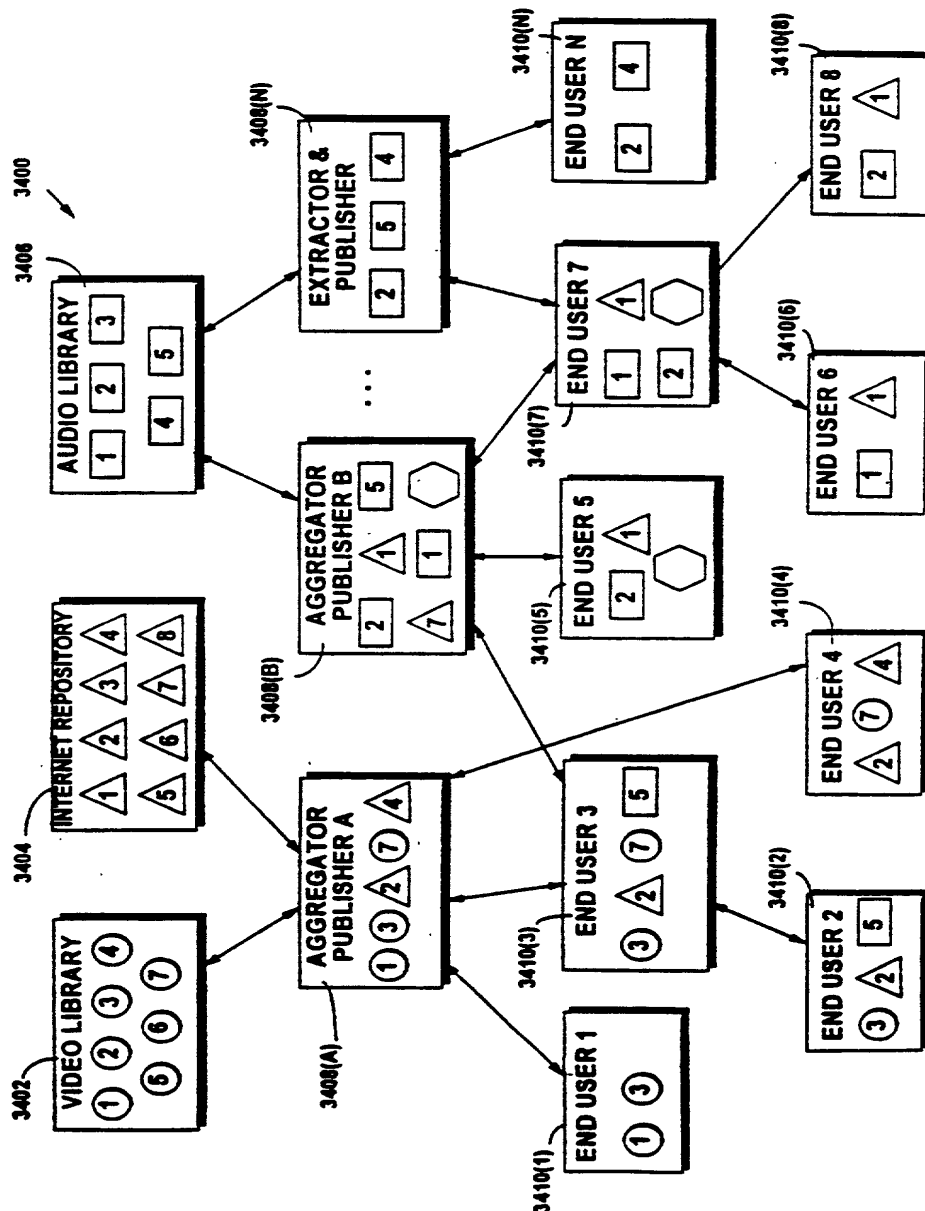 3400
3402
VIDEO LIBRARY
1 2 3 4
5 6 7
3404
INTERNET REPOSITORY
1 2 3 4
5 6 7 8
3406
AUDIO LIBRARY
1 2 3
4 5
3408(A)
AGGREGATOR
PUBLISHER A
1 3 2 7 4
3408(B)
AGGREGATOR
PUBLISHER B
2 1 5
7 1
...
3408(N)
EXTRACTOR &
PUBLISHER
2 5 4
3410(1)
END USER 1
1 3
3410(3)
END USER 3
3 2 7 5
3410(5)
END USER 5
2 1
3410(7)
END USER 7
1 1
2
3410(N)
END USER N
2 4
3410(2)
END USER 2
3 2 5
3410(4)
END USER 4
2 7 4
3410(6)
END USER 6
1 1
3410(8)
END USER 8
2 1